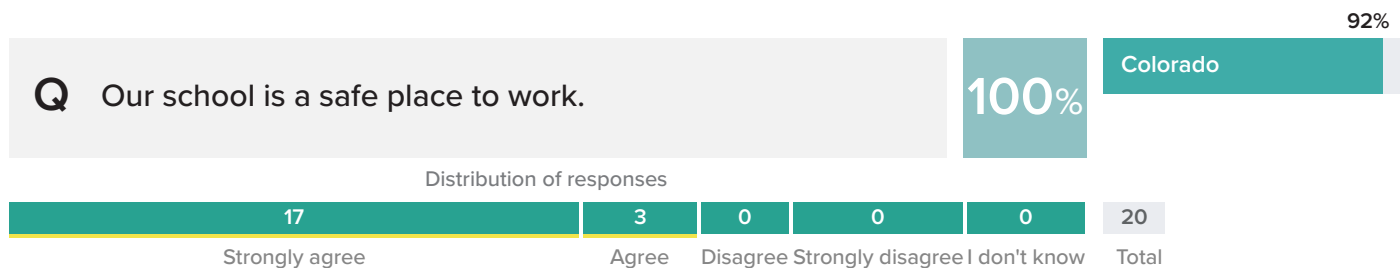 92%
Q Our school is a safe place to work.
100%
Colorado
Distribution of responses
17 3 0 0 0 20
Strongly agree Agree Disagree Strongly disagree I don't know Total